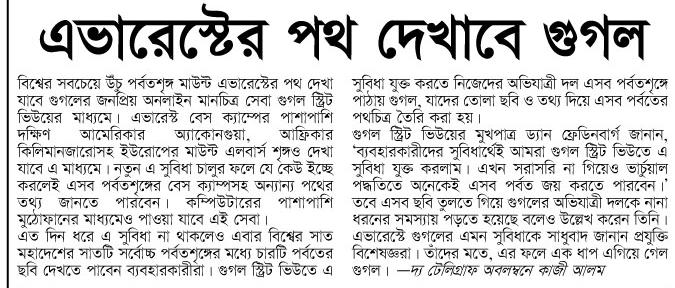 এভারেস্টের পথ দেখাবে গুগল
বিশ্বের সবচেয়ে উঁচু পর্বতশৃঙ্গ মাউন্ট এভারেস্টের পথ দেখা
যাবে গুগলের জনপ্রিয় অনলাইন মানচিত্র সেবা গুগল স্ট্রিট
ভিউয়ের মাধ্যমে। এভারেস্ট বেস ক্যাম্পের পাশাপাশি
দক্ষিণ আমেরিকার অ্যাকোনগুয়া, আফ্রিকার
কিলিমানজারোসহ ইউরোপের মাউন্ট এলবার্স শৃঙ্গও দেখা
যাবে এ মাধ্যমে। নতুন এ সুবিধা চালুর ফলে যে কেউ ইচ্ছে
করলেই এসব পর্বতশৃঙ্গের বেস ক্যাম্পসহ অন্যান্য পথের
তথ্য জানতে পারবেন। কম্পিউটারের পাশাপাশি
মুঠোফানের মাধ্যমেও পাওয়া যাবে এই সেবা।
এত দিন ধরে এ সুবিধা না থাকলেও এবার বিশ্বের সাত
মহাদেশের সাতটি সর্বোচ্চ পর্বতশৃঙ্গের মধ্যে চারটি পর্বতের
ছবি দেখতে পাবেন ব্যবহারকারীরা। গুগল স্ট্রিট ভিউতে এ
সুবিধা যুক্ত করতে নিজেদের অভিযাত্রী দল এসব পর্বতশৃঙ্গে
পাঠায় গুগল, যাদের তোলা ছবি ও তথ্য দিয়ে এসব পর্বতের
পথচিত্র তৈরি করা হয়।
গুগল স্ট্রিট ভিউয়ের মুখপাত্র ড্যান ফ্রেডিনবার্গ জানান,
‘ব্যবহারকারীদের সুবিধার্থেই আমরা গুগল স্ট্রিট ভিউতে এ
সুবিধা যুক্ত করলাম। এখন সরাসরি না গিয়েও ভার্চুয়াল
পদ্ধতিতে অনেকেই এসব পর্বত জয় করতে পারবেন।’
তবে এসব ছবি তুলতে গিয়ে গুগলের অভিযাত্রী দলকে নানা
ধরনের সমস্যায় পড়তে হয়েছে বলেও উল্লেখ করেন তিনি।
এভারেস্টে গুগলের এমন সুবিধাকে সাধুবাদ জানান প্রযুক্তি
বিশেষজ্ঞরা। তাঁদের মতে, এর ফলে এক ধাপ এগিয়ে গেল
গুগল। —দ্য টেলিগ্রাফ অবলম্বনে কাজী আলম